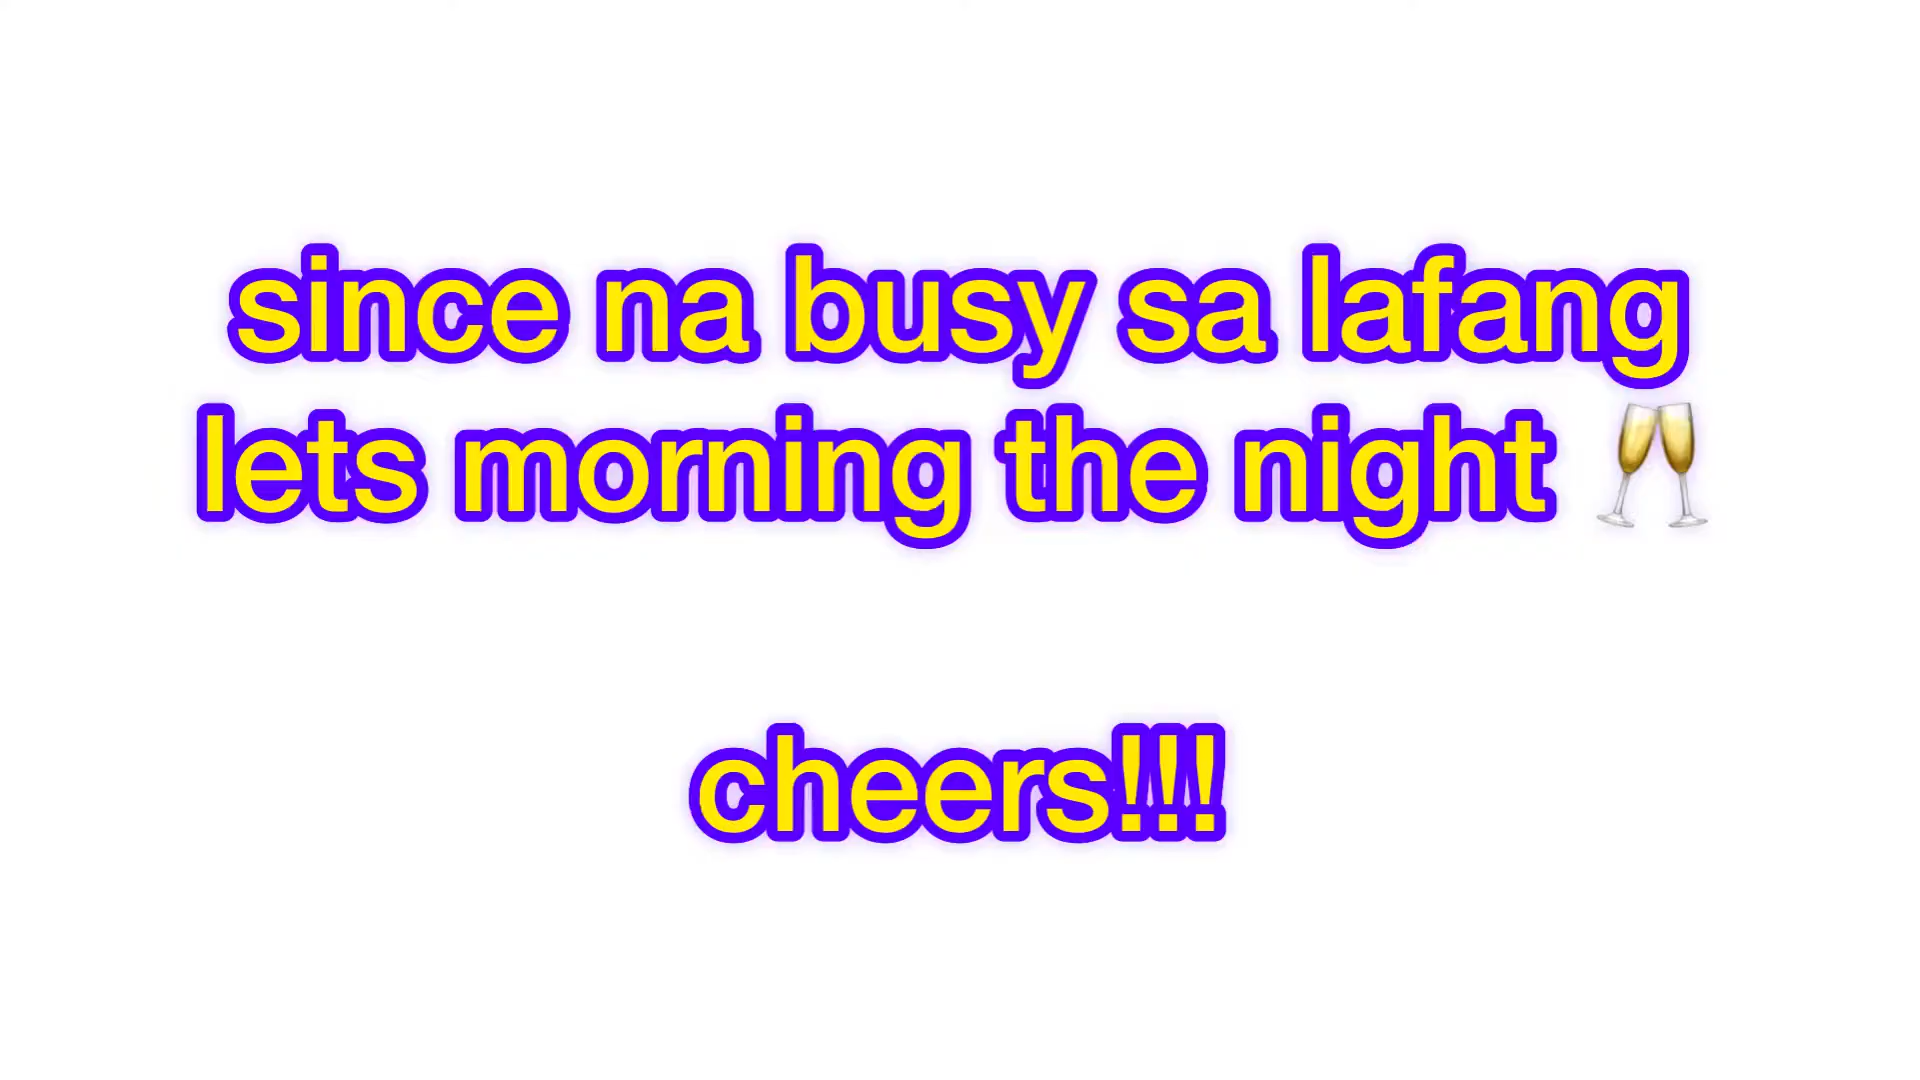 since na busy sa lafang
lets morning the night 🥂
cheers!!!